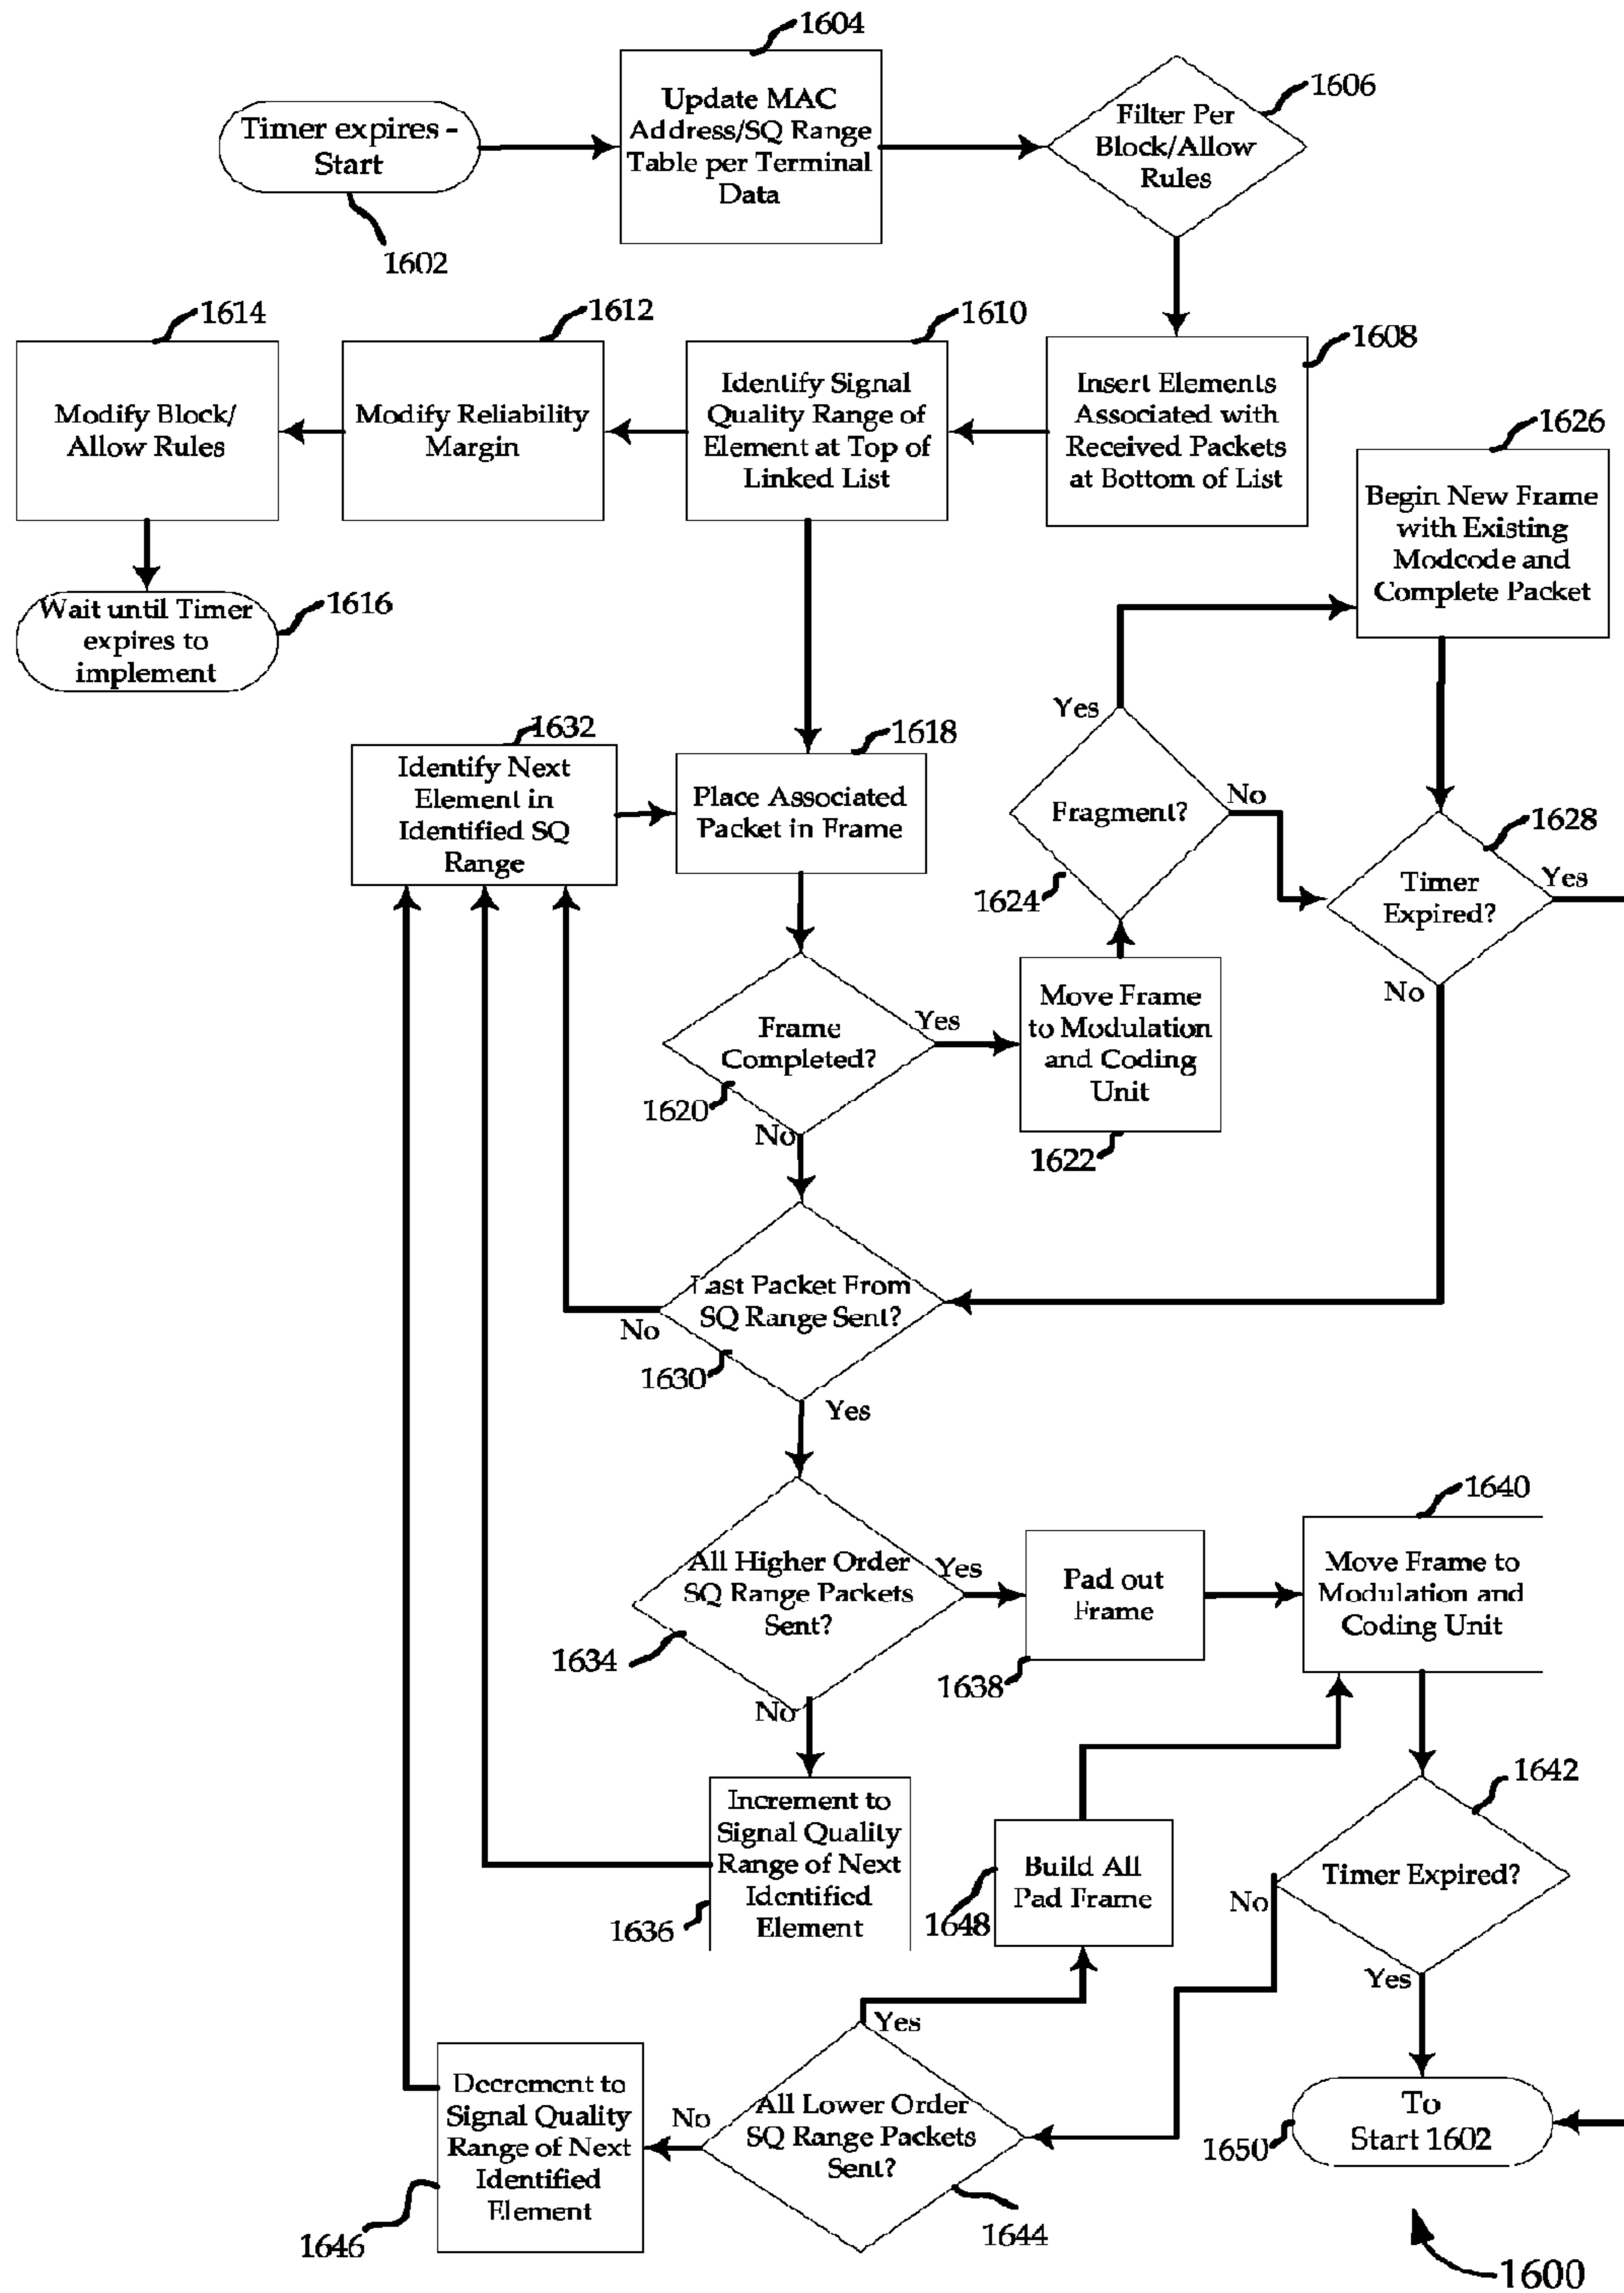 1604
Update MAC
Address/SQ Range
Table per Terminal
Data
Timer expires -
Start
1602
1606
Filter Per
Block/Allow
Rules
1614
Modify Block/
Allow Rules
1612
Modify Reliability
Margin
1610
Identify Signal
Quality Range of
Element at Top of
Linked List
1608
Insert Elements
Associated with
Received Packets
at Bottom of List
1626
Begin New Frame
with Existing
Modcode and
Complete Packet
Wait until Timer
expires to
implement
1616
1632
Identify Next
Element in
Identified SQ
Range
1618
Place Associated
Packet in Frame
Yes
Fragment?
No
1624
1628
Timer
Expired?
Yes
No
Frame
Completed?
Yes
1620
No
Move Frame
to Modulation
and Coding
Unit
1622
Last Packet From
SQ Range Sent?
No
1630
Yes
All Higher Order
SQ Range Packets
Sent?
Yes
1634
No
Pad out
Frame
1638
1640
Move Frame to
Modulation and
Coding Unit
Increment to
Signal Quality
Range of Next
Identified
Element
1636
Build All
Pad Frame
1648
1642
Timer Expired?
No
Yes
Decrement to
Signal Quality
Range of Next
Identified
Element
1646
Yes
All Lower Order
SQ Range Packets
Sent?
No
1644
To
Start 1602
1650
1600